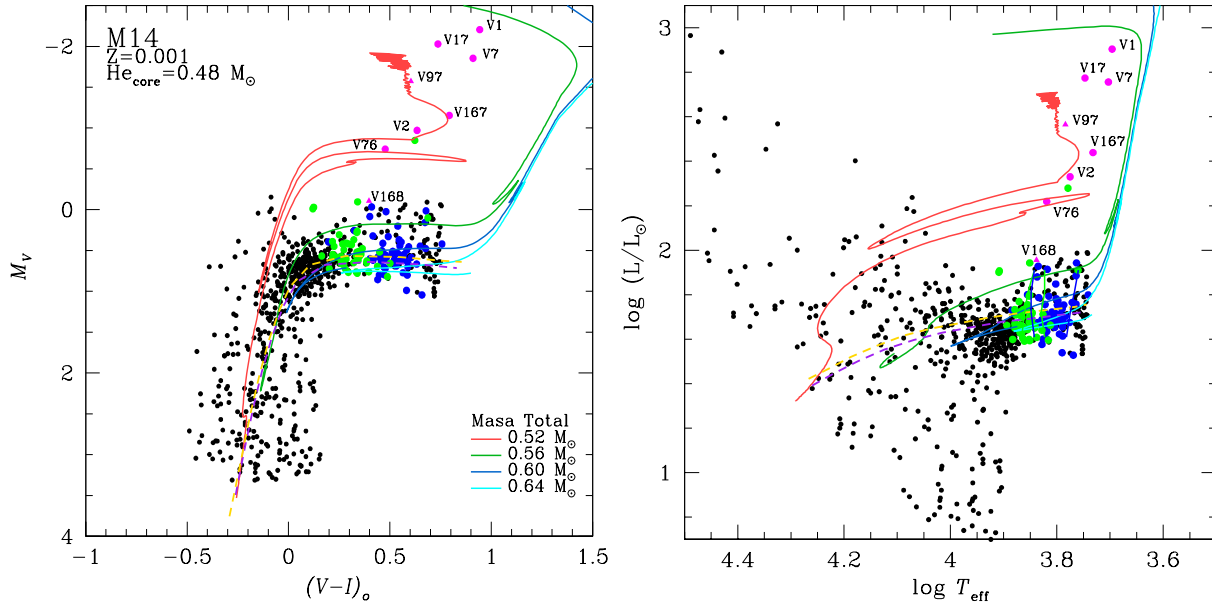 M14
Z=0.001
He_core=0.48 M_⊙
V1
V17
V7
V97
V167
V2
V76
V168
Masa Total
0.52 M_⊙
0.56 M_⊙
0.60 M_⊙
0.64 M_⊙
−2
0
2
4
M_V
−1
−0.5
0
0.5
1
1.5
(V−I)_o
V1
V17
V7
V97
V167
V2
V76
V168
3
2
1
log (L/L_⊙)
4.4
4.2
4
3.8
3.6
log T_eff